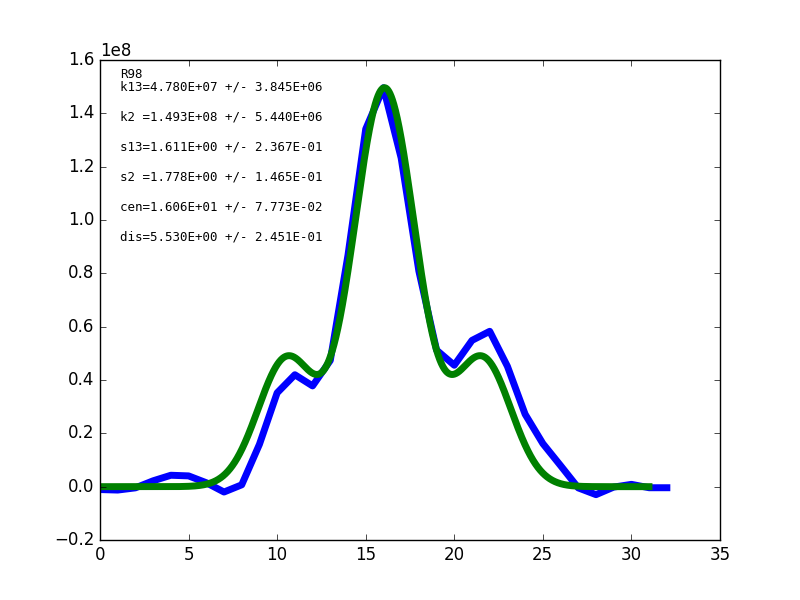 1e8
1.6
R98
k13=4.780E+07 +/- 3.845E+06
1.4
k2 =1.493E+08 +/- 5.440E+06
s13=1.611E+00 +/- 2.367E-01
1.2
s2 =1.778E+00 +/- 1.465E-01
cen=1.606E+01 +/- 7.773E-02
1.0
dis=5.530E+00 +/- 2.451E-01
0.8
0.6
0.4
0.2
0.0
−0.2
0 5 10 15 20 25 30 35